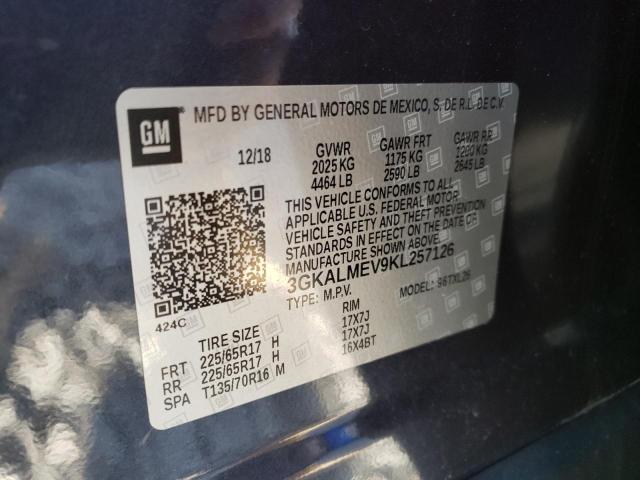 GM
MFD BY GENERAL MOTORS DE MEXICO, S. DE R.L. DE C.V.
12/18
GVWR GAWR FRT GAWR RR
2025 KG 1175 KG 1200 KG
4464 LB 2590 LB 2645 LB
THIS VEHICLE CONFORMS TO ALL
APPLICABLE U.S. FEDERAL MOTOR
VEHICLE SAFETY AND THEFT PREVENTION
STANDARDS IN EFFECT ON THE DATE OF
MANUFACTURE SHOWN ABOVE.
3GKALMEV9KL257126
TYPE: M.P.V. MODEL:
424C
TIRE SIZE RIM
FRT 225/65R17 H 17X7J
RR 225/65R17 H 17X7J
SPA T135/70R16 M 16X4BT